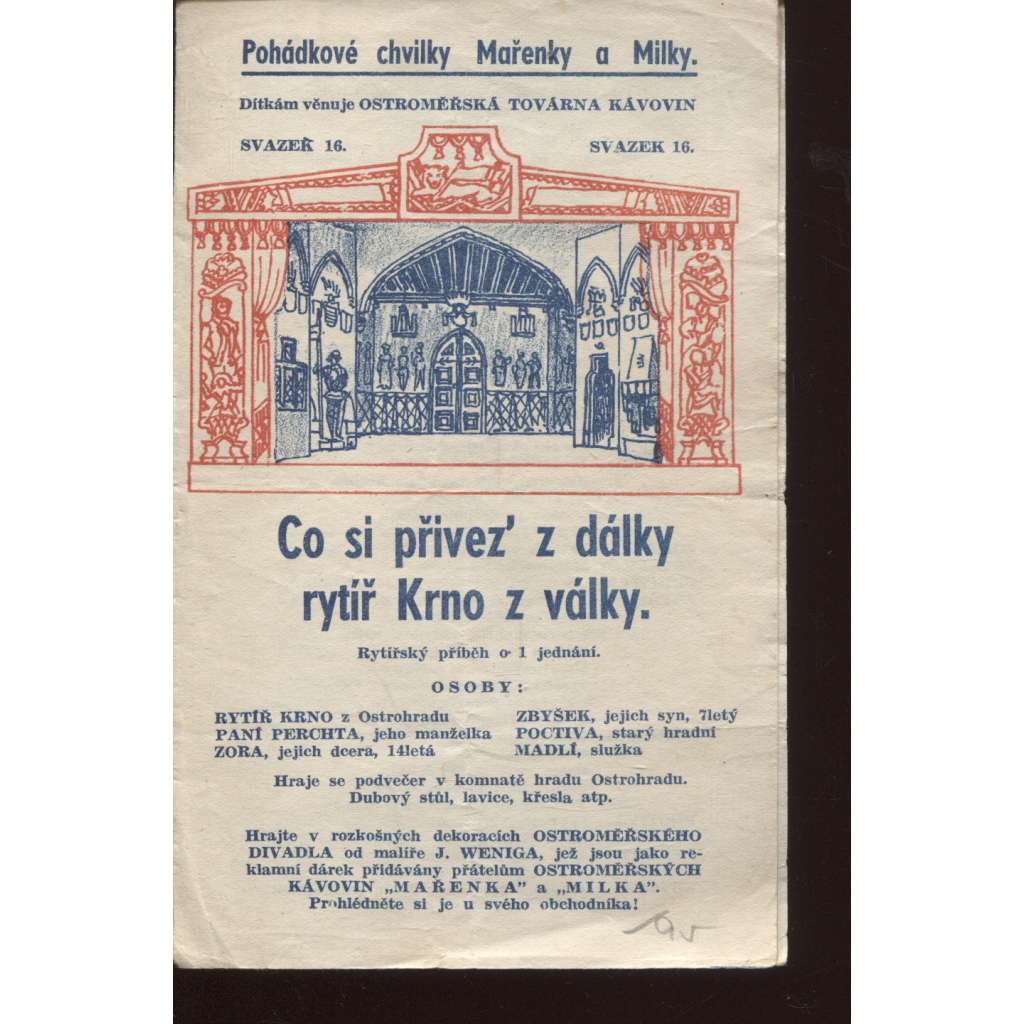 Pohádkové chvilky Mařenky a Milky.
Dítkám věnuje OSTROMĚŘSKÁ TOVÁRNA KÁVOVIN
SVAZEK 16. SVAZEK 16.
Co si přivez' z dálky
rytíř Krno z války.
Rytířský příběh o 1 jednání.
OSOBY:
RYTÍŘ KRNO z Ostrohradu
PANÍ PERCHTA, jeho manželka
ZORA, jejich dcera, 14letá
ZBYŠEK, jejich syn, 7letý
POCTIVA, starý hradní
MADLÍ, služka
Hraje se podvečer v komnatě hradu Ostrohradu.
Dubový stůl, lavice, křesla atp.
Hrajte v rozkošných dekoracích OSTROMĚŘSKÉHO
DIVADLA od malíře J. WENIGA, jež jsou jako re-
klamní dárek přidávány přátelům OSTROMĚŘSKÝCH
KÁVOVIN „MAŘENKA" a „MILKA".
Prohlédněte si je u svého obchodníka!